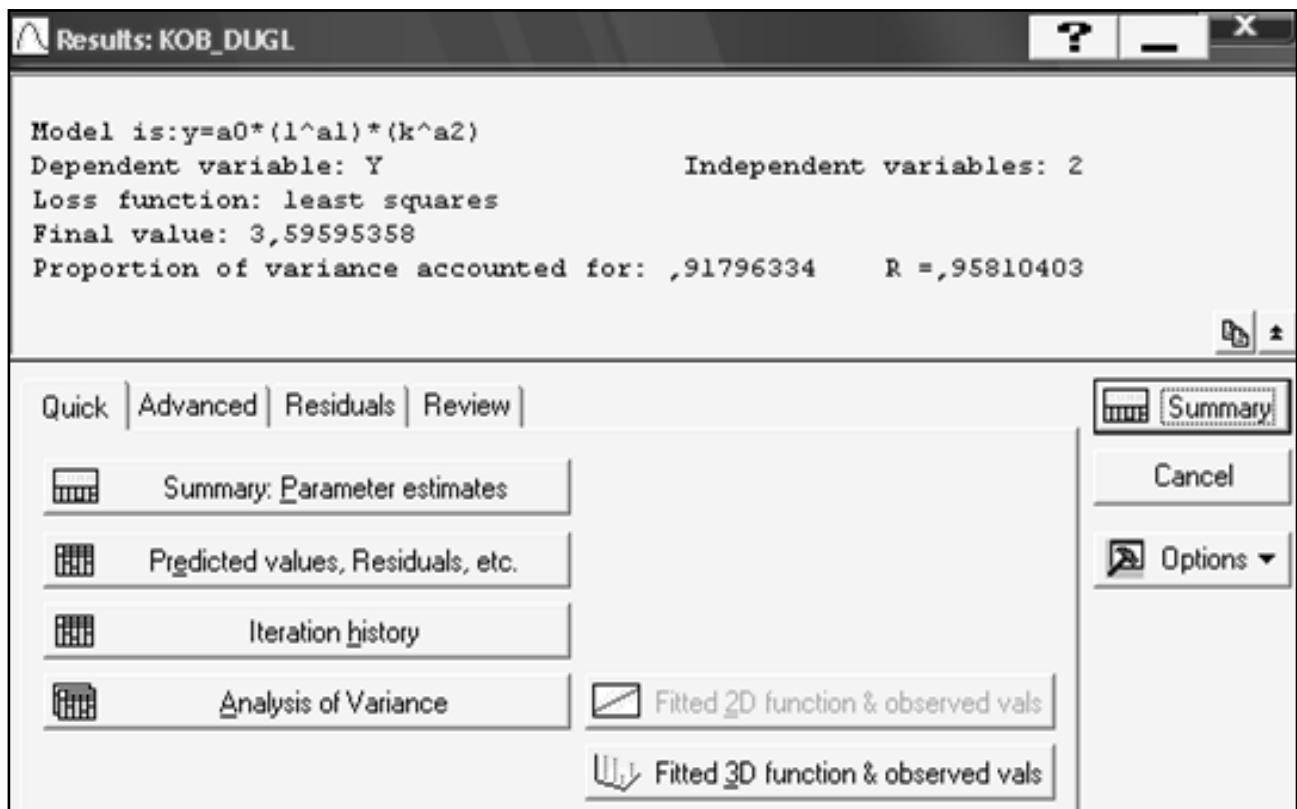 Results: KOB_DUGL
?
X
Model is:y=a0*(l^a1)*(k^a2)
Dependent variable: Y Independent variables: 2
Loss function: least squares
Final value: 3,59595358
Proportion of variance accounted for: ,91796334 R =,95810403
Quick Advanced Residuals Review
Summary
Summary: Parameter estimates
Cancel
Predicted values, Residuals, etc.
Options
Iteration history
Analysis of Variance
Fitted 2D function & observed vals
Fitted 3D function & observed vals